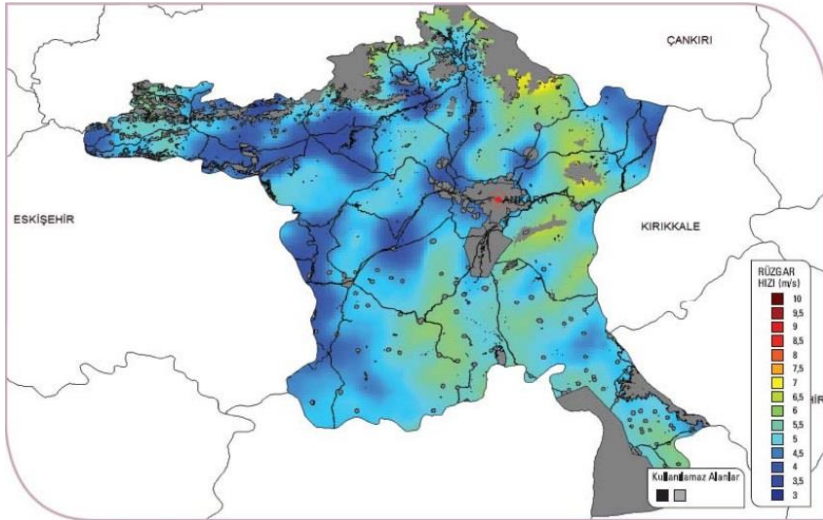 ÇANKIRI
ESKİŞEHİR
ANKARA
KIRIKKALE
RÜZGAR
HIZI (m/s)
10
9,5
9
8,5
8
7,5
7
6,5
6
5,5
5
4,5
4
3,5
3
Kullanılamaz Alanlar